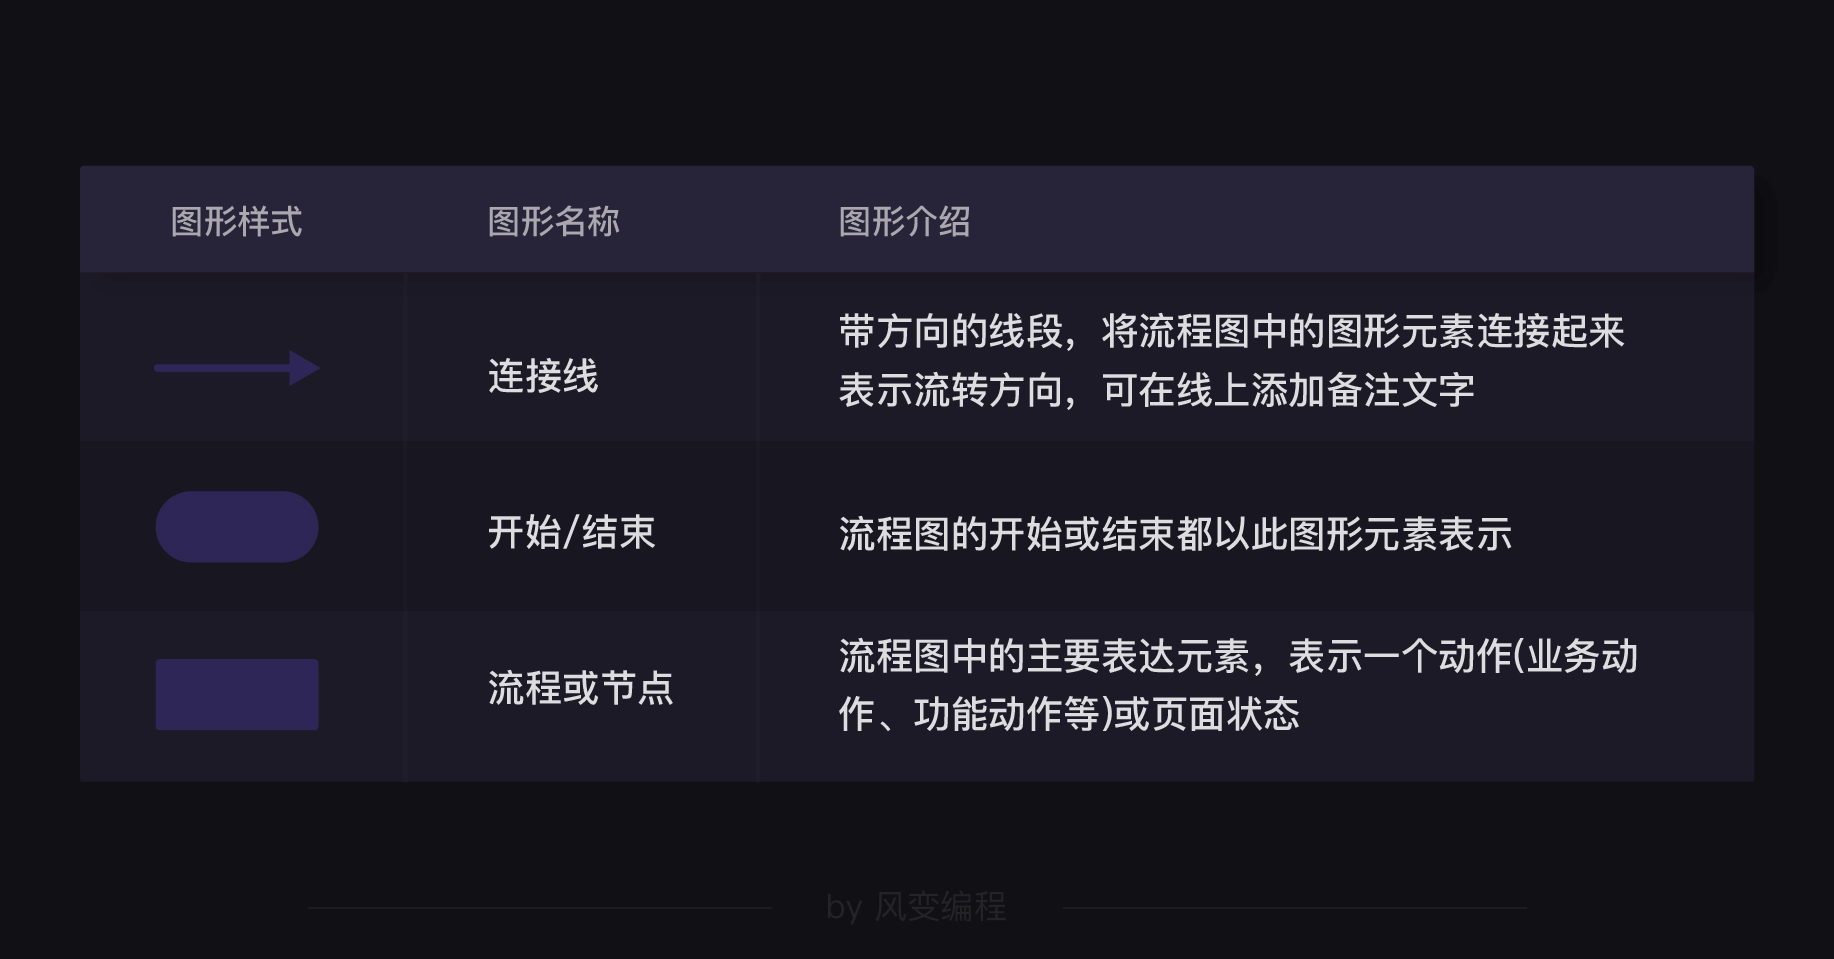 图形样式 图形名称 图形介绍
连接线
带方向的线段，将流程图中的图形元素连接起来
表示流转方向，可在线上添加备注文字
开始/结束
流程图的开始或结束都以此图形元素表示
流程或节点
流程图中的主要表达元素，表示一个动作(业务动
作、功能动作等)或页面状态
by 风变编程